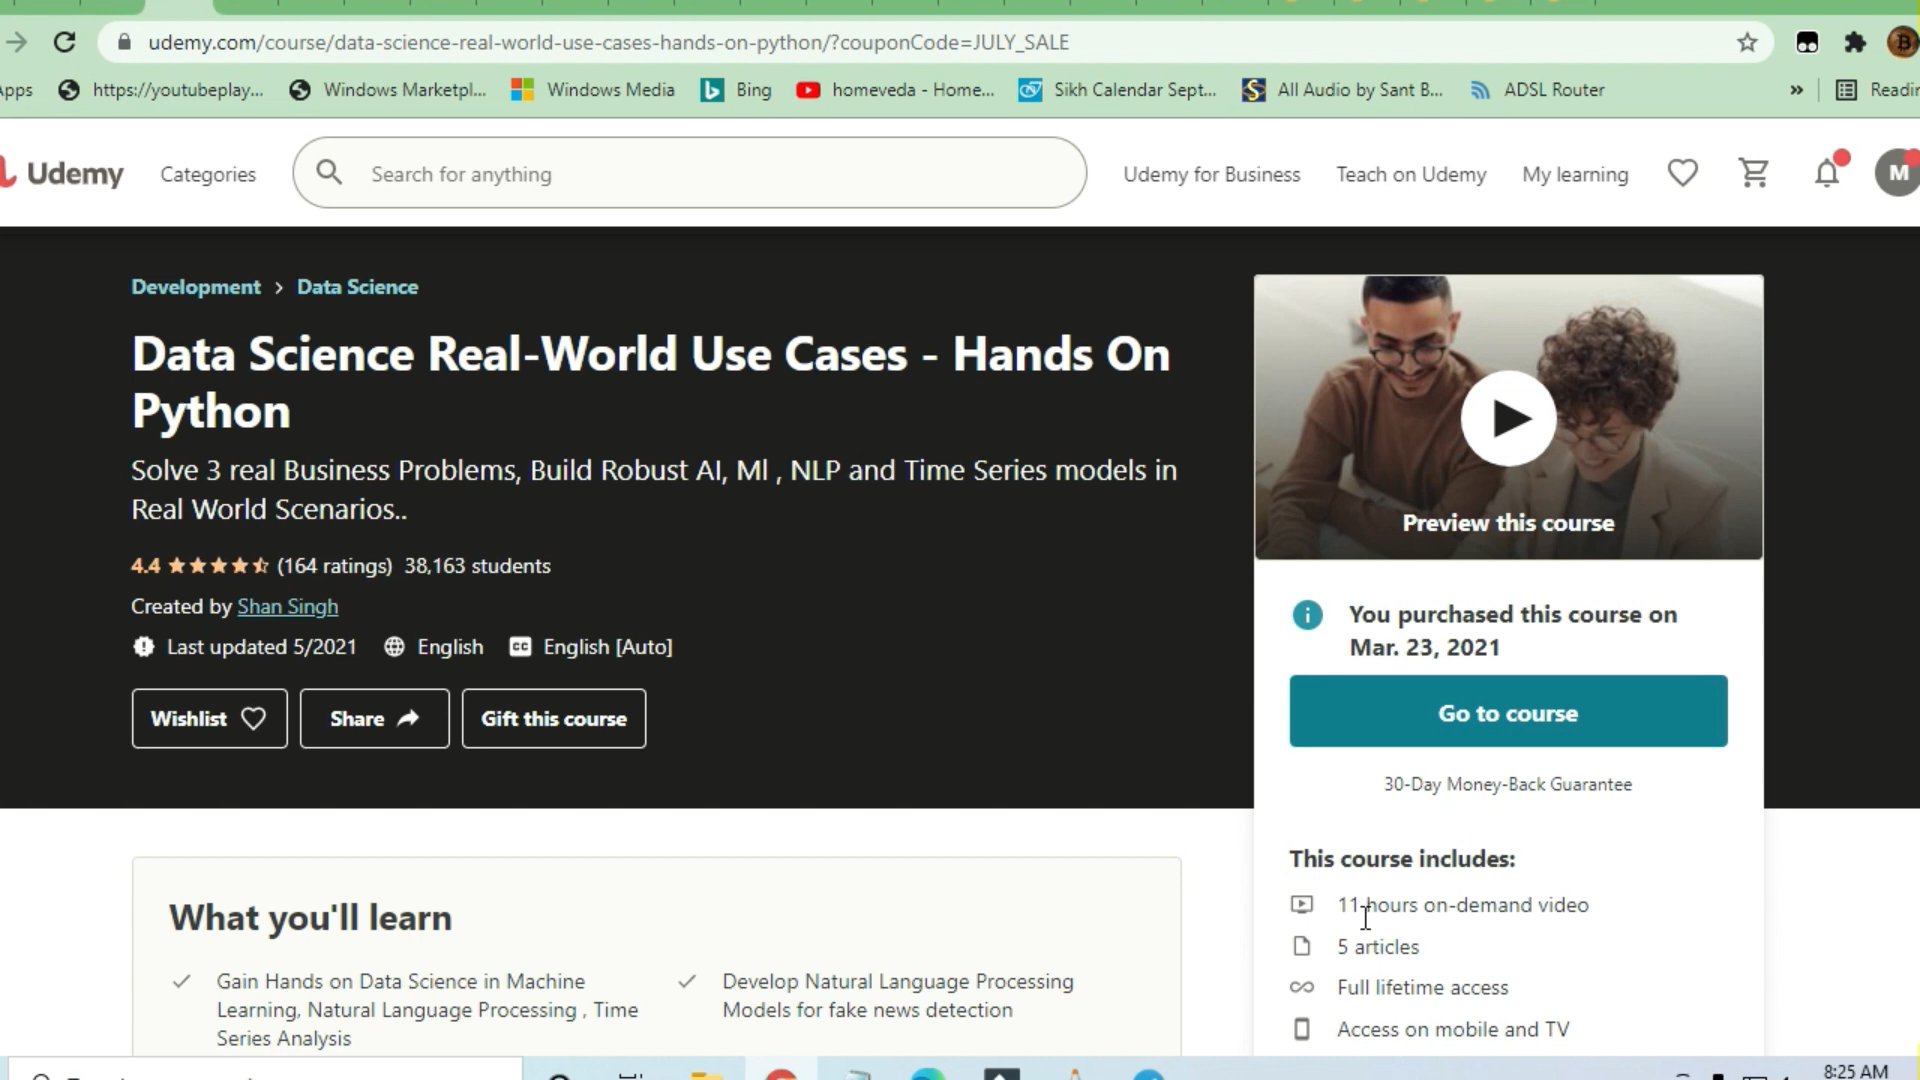 udemy.com/course/data-science-real-world-use-cases-hands-on-python/?couponCode=JULY_SALE
https://youtubeplay... Windows Marketpl... Windows Media Bing homeveda - Home... Sikh Calendar Sept... All Audio by Sant B... ADSL Router »
Udemy Categories Search for anything Udemy for Business Teach on Udemy My learning M
Development > Data Science
Data Science Real-World Use Cases - Hands On
Python
Solve 3 real Business Problems, Build Robust AI, Ml , NLP and Time Series models in
Real World Scenarios..
4.4 (164 ratings) 38,163 students
Created by Shan Singh
Last updated 5/2021 English CC English [Auto]
Wishlist Share Gift this course
Preview this course
You purchased this course on
Mar. 23, 2021
Go to course
30-Day Money-Back Guarantee
This course includes:
11 hours on-demand video
5 articles
Full lifetime access
Access on mobile and TV
What you'll learn
Gain Hands on Data Science in Machine
Learning, Natural Language Processing , Time
Series Analysis
Develop Natural Language Processing
Models for fake news detection
8:25 AM